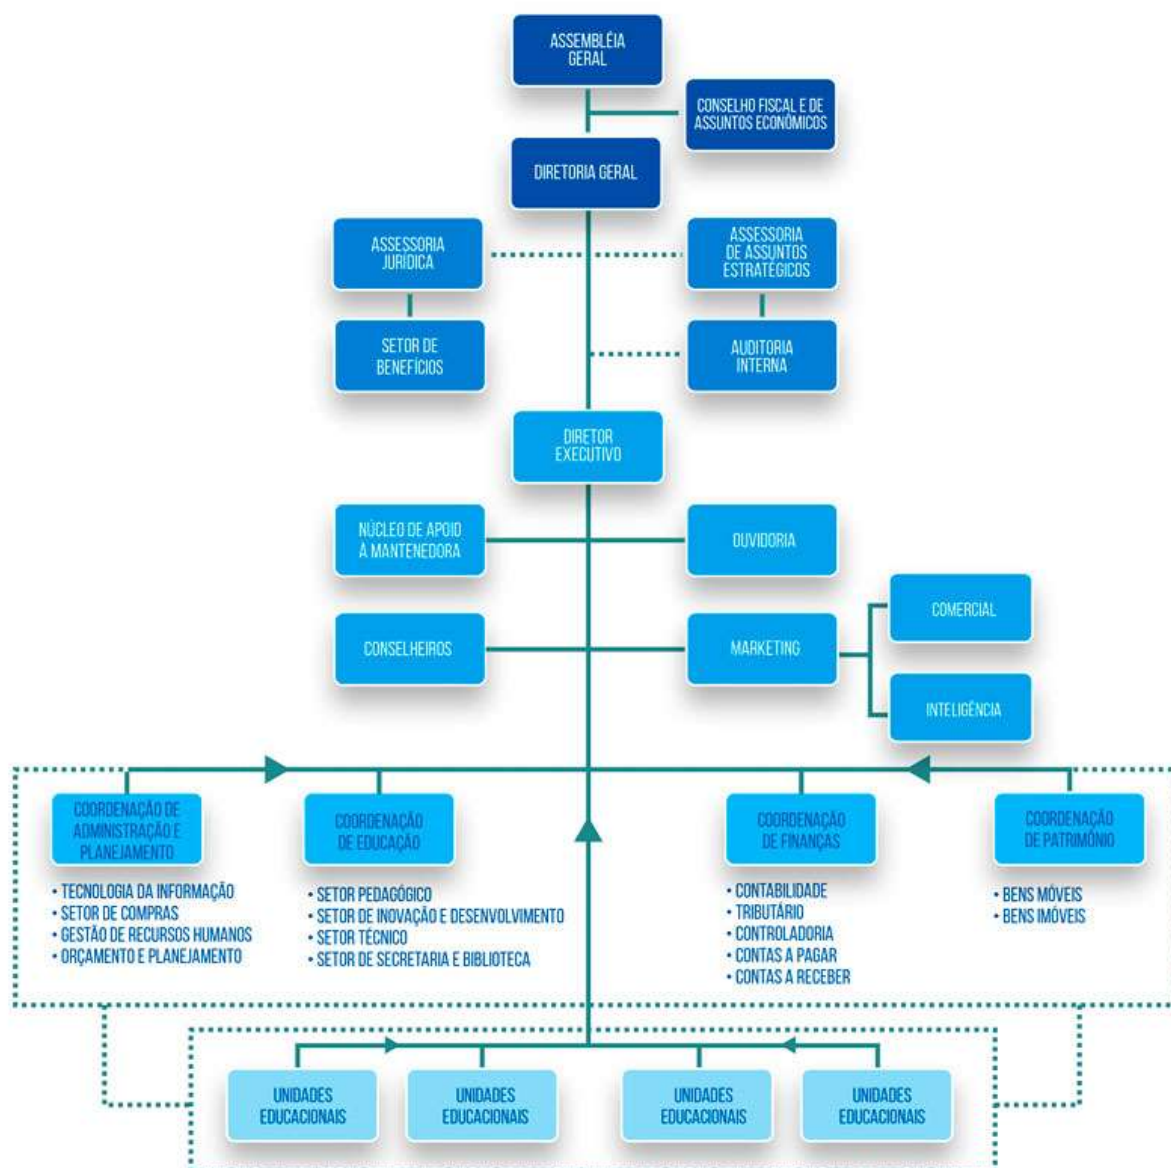 ASSEMBLÉIA
GERAL
CONSELHO FISCAL E DE
ASSUNTOS ECONÔMICOS
DIRETORIA GERAL
ASSESSORIA
JURÍDICA
ASSESSORIA
DE ASSUNTOS
ESTRATÉGICOS
SETOR DE
BENEFÍCIOS
AUDITORIA
INTERNA
DIRETOR
EXECUTIVO
NÚCLEO DE APOIO
À MANTENEDORA
OUVIDORIA
COMERCIAL
CONSELHEIROS
MARKETING
INTELIGÊNCIA
COORDENAÇÃO DE
ADMINISTRAÇÃO E
PLANEJAMENTO
• TECNOLOGIA DA INFORMAÇÃO
• SETOR DE COMPRAS
• GESTÃO DE RECURSOS HUMANOS
• ORÇAMENTO E PLANEJAMENTO
COORDENAÇÃO
DE EDUCAÇÃO
• SETOR PEDAGÓGICO
• SETOR DE INOVAÇÃO E DESENVOLVIMENTO
• SETOR TÉCNICO
• SETOR DE SECRETARIA E BIBLIOTECA
COORDENAÇÃO
DE FINANÇAS
• CONTABILIDADE
• TRIBUTÁRIO
• CONTROLADORIA
• CONTAS A PAGAR
• CONTAS A RECEBER
COORDENAÇÃO
DE PATRIMÔNIO
• BENS MÓVEIS
• BENS IMÓVEIS
UNIDADES
EDUCACIONAIS
UNIDADES
EDUCACIONAIS
UNIDADES
EDUCACIONAIS
UNIDADES
EDUCACIONAIS